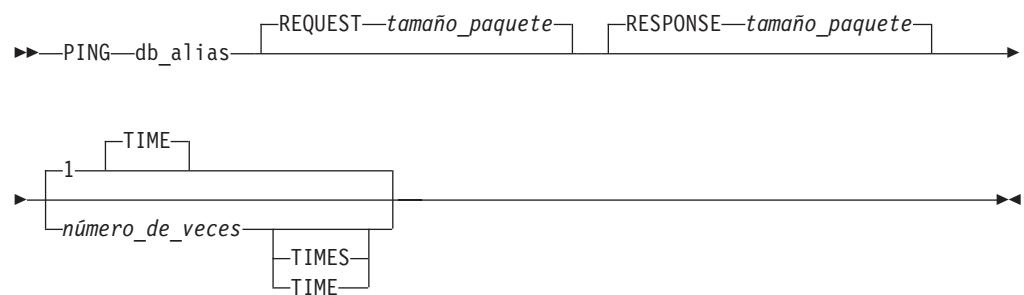 REQUEST tamaño_paquete RESPONSE tamaño_paquete
PING db_alias
TIME
1
número_de_veces
TIMES
TIME